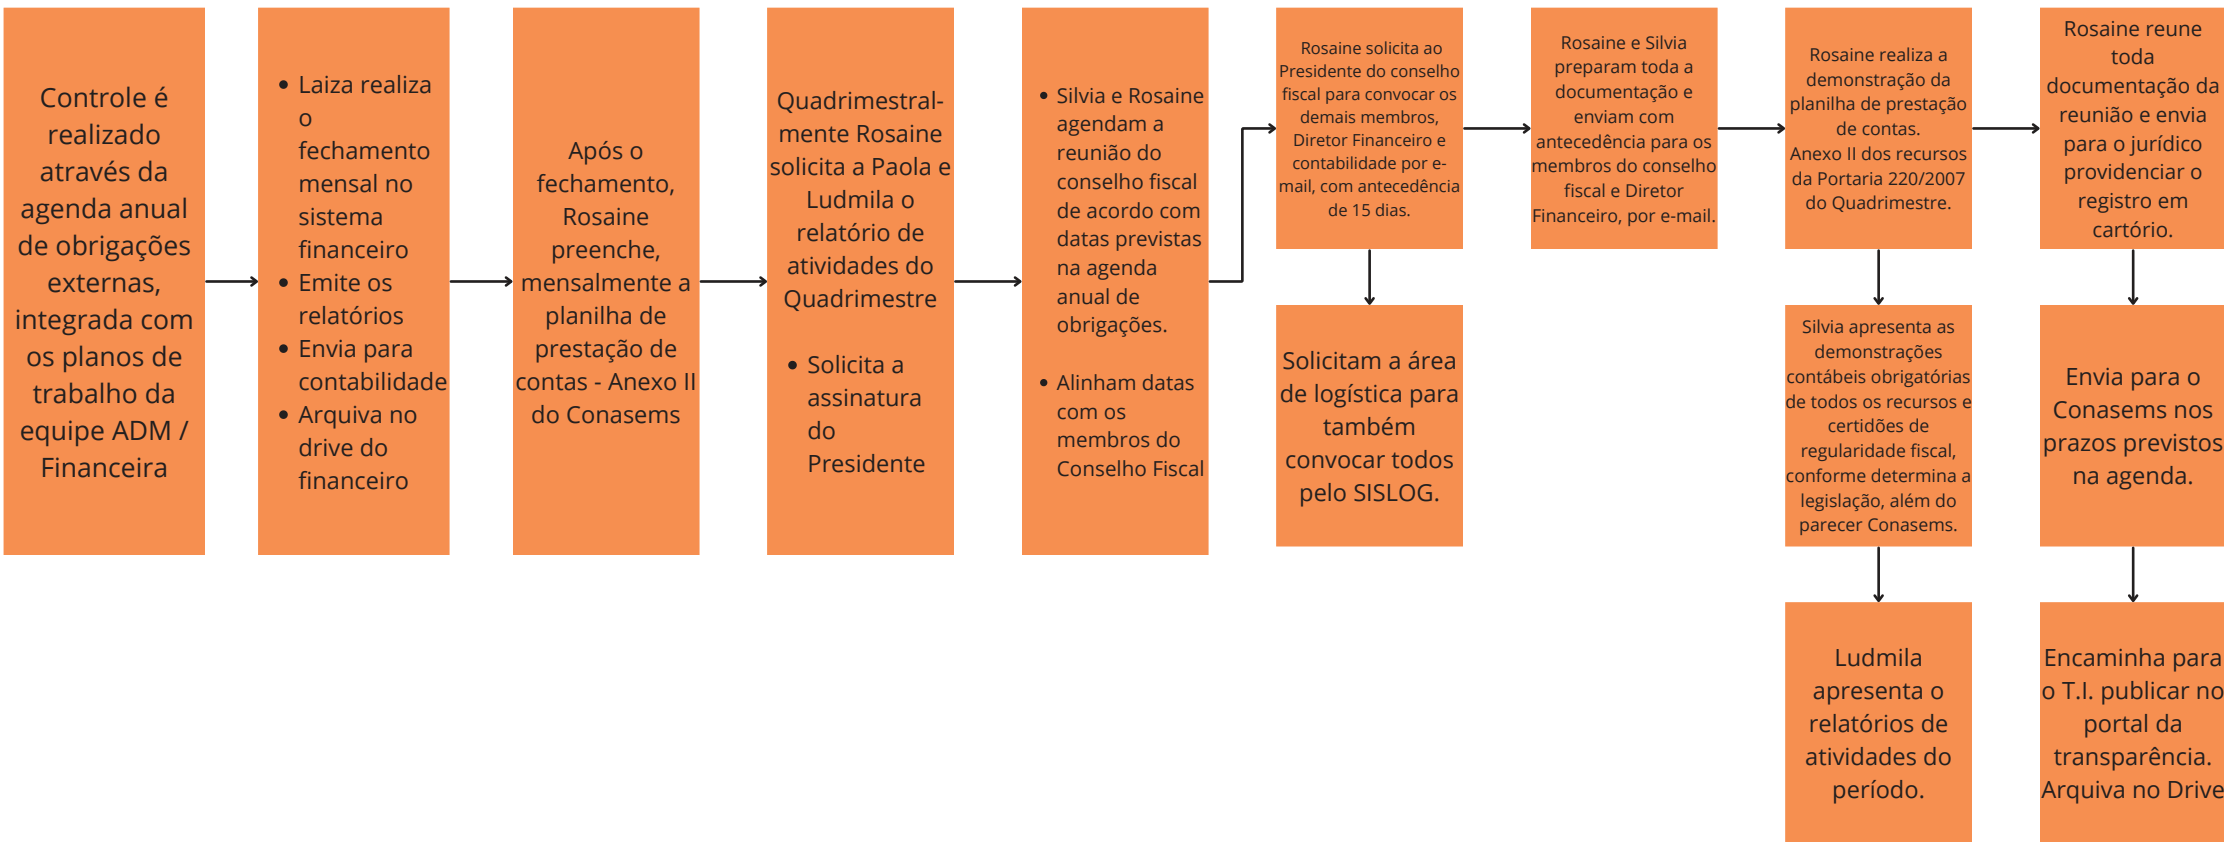 Controle é
realizado
através da
agenda anual
de obrigações
externas,
integrada com
os planos de
trabalho da
equipe ADM /
Financeira
• Laiza realiza
o
fechamento
mensal no
sistema
financeiro
• Emite os
relatórios
• Envia para
contabilidade
• Arquiva no
drive do
financeiro
Após o
fechamento,
Rosaine
preenche,
mensalmente a
planilha de
prestação de
contas - Anexo II
do Conasems
Quadrimestral-
mente Rosaine
solicita a Paola e
Ludmila o
relatório de
atividades do
Quadrimestre
• Solicita a
assinatura
do
Presidente
• Silvia e Rosaine
agendam a
reunião do
conselho fiscal
de acordo com
datas previstas
na agenda
anual de
obrigações.
• Alinham datas
com os
membros do
Conselho Fiscal
Rosaine solicita ao
Presidente do conselho
fiscal para convocar os
demais membros,
Diretor Financeiro e
contabilidade por e-
mail, com antecedência
de 15 dias.
Solicitam a área
de logística para
também
convocar todos
pelo SISLOG.
Rosaine e Silvia
preparam toda a
documentação e
enviam com
antecedência para os
membros do conselho
fiscal e Diretor
Financeiro, por e-mail.
Rosaine realiza a
demonstração da
planilha de prestação
de contas.
Anexo II dos recursos
da Portaria 220/2007
do Quadrimestre.
Silvia apresenta as
demonstrações
contábeis obrigatórias
de todos os recursos e
certidões de
regularidade fiscal,
conforme determina a
legislação, além do
parecer Conasems.
Ludmila
apresenta o
relatórios de
atividades do
período.
Rosaine reune
toda
documentação da
reunião e envia
para o jurídico
providenciar o
registro em
cartório.
Envia para o
Conasems nos
prazos previstos
na agenda.
Encaminha para
o T.I. publicar no
portal da
transparência.
Arquiva no Drive